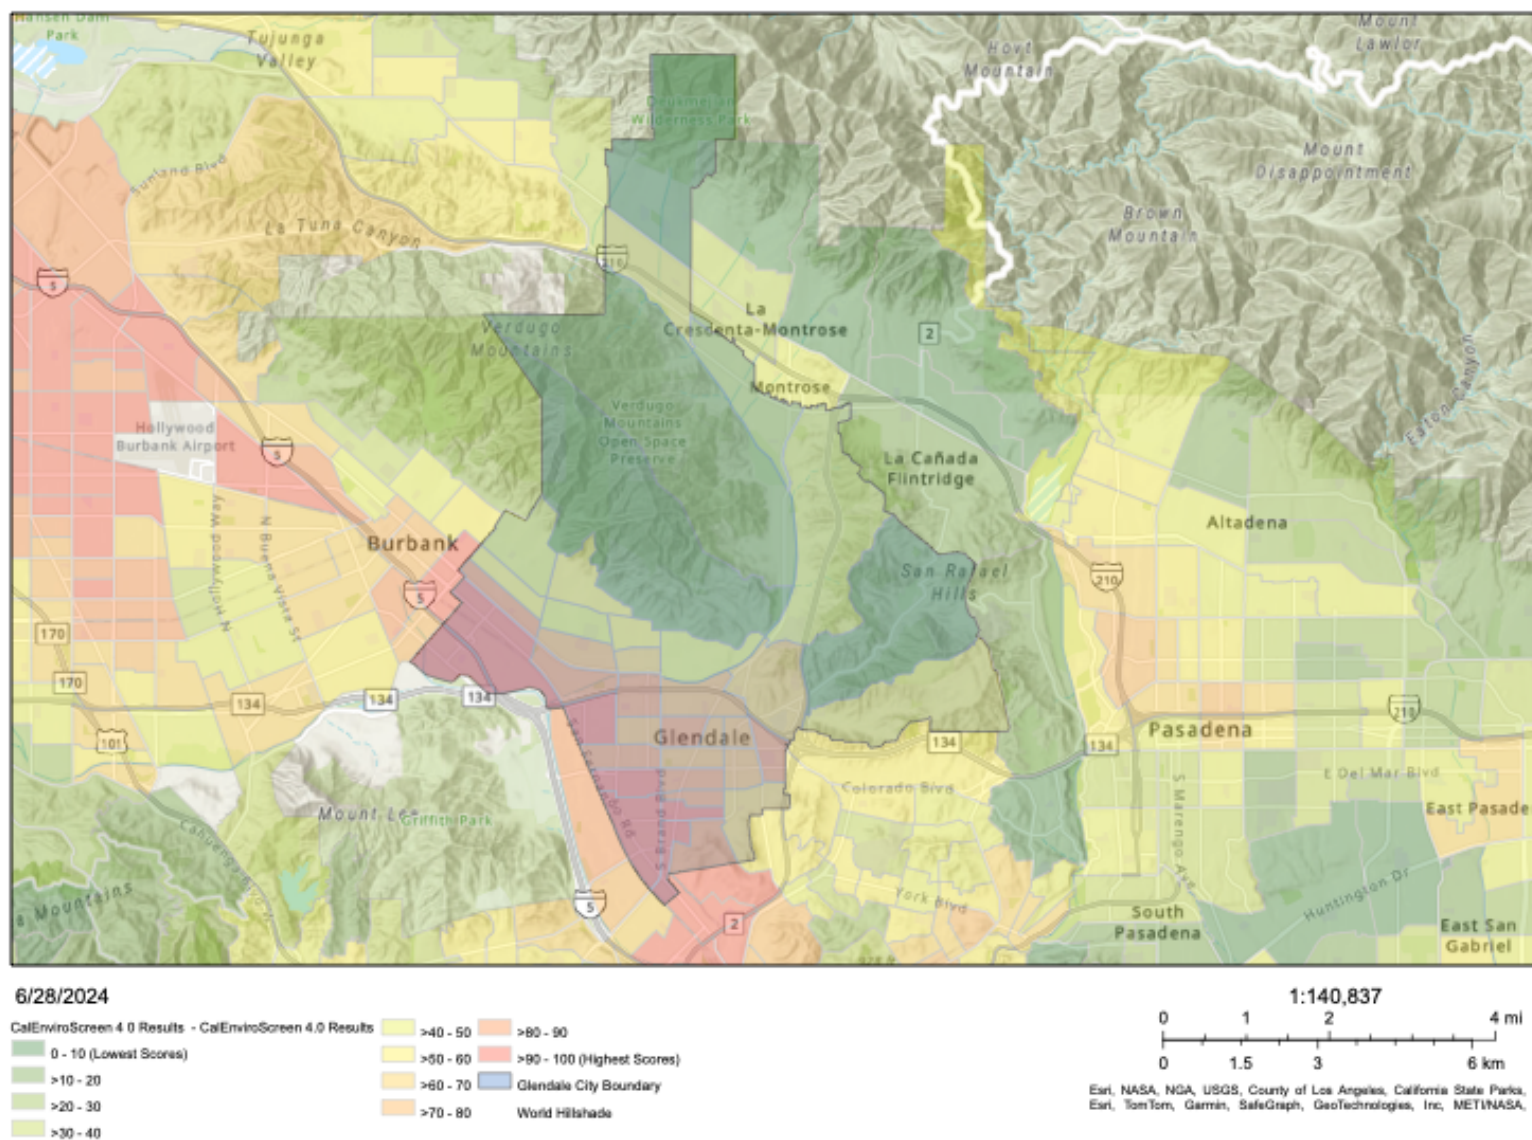 Hansen Dam
Park
Tujunga
Valley
Hoyt
Mountain
Mount
Lawlor
Deukmejian
Wilderness Park
Mount
Disappointment
Sunland Blvd
La Tuna Canyon
Brown
Mountain
210
5
Verdugo
Mountains
La
Crescenta-Montrose
2
Eaton Canyon
Montrose
Verdugo
Mountains
Open Space
Preserve
Hollywood
Burbank Airport
5
La Cañada
Flintridge
N Hollywood Way
N Buena Vista St
Altadena
Burbank
San Rafael
Hills
210
5
170
170
134
134
134
210
101
Glendale
134
134
Pasadena
San Fernando Rd
S Brand Blvd
Colorado Blvd
S Marengo Ave
E Del Mar Blvd
Mount Lee
Griffith Park
East Pasade
Cahuenga Blvd
York Blvd
Huntington Dr
a Mountains
5
2
South
Pasadena
East San
Gabriel
928 ft
6/28/2024
1:140,837
CalEnviroScreen 4 0 Results - CalEnviroScreen 4.0 Results
0 - 10 (Lowest Scores)
>10 - 20
>20 - 30
>30 - 40
>40 - 50
>50 - 60
>60 - 70
>70 - 80
>80 - 90
>90 - 100 (Highest Scores)
Glendale City Boundary
World Hillshade
0 1 2 4 mi
0 1.5 3 6 km
Esri, NASA, NGA, USGS, County of Los Angeles, California State Parks,
Esri, TomTom, Garmin, SafeGraph, GeoTechnologies, Inc, METI/NASA,